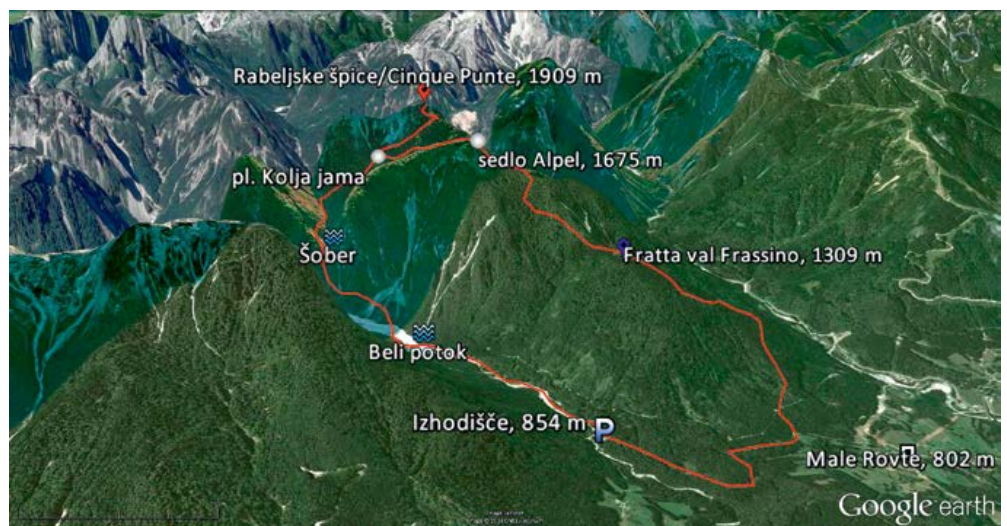 Rabeljske špice/Cinque Punte, 1909 m
sedlo Alpel, 1675 m
pl. Kolja jama
Šober
Fratta val Frassino, 1309 m
Beli potok
Izhodišče, 854 m
P
Male Rovte, 802 m
Google earth